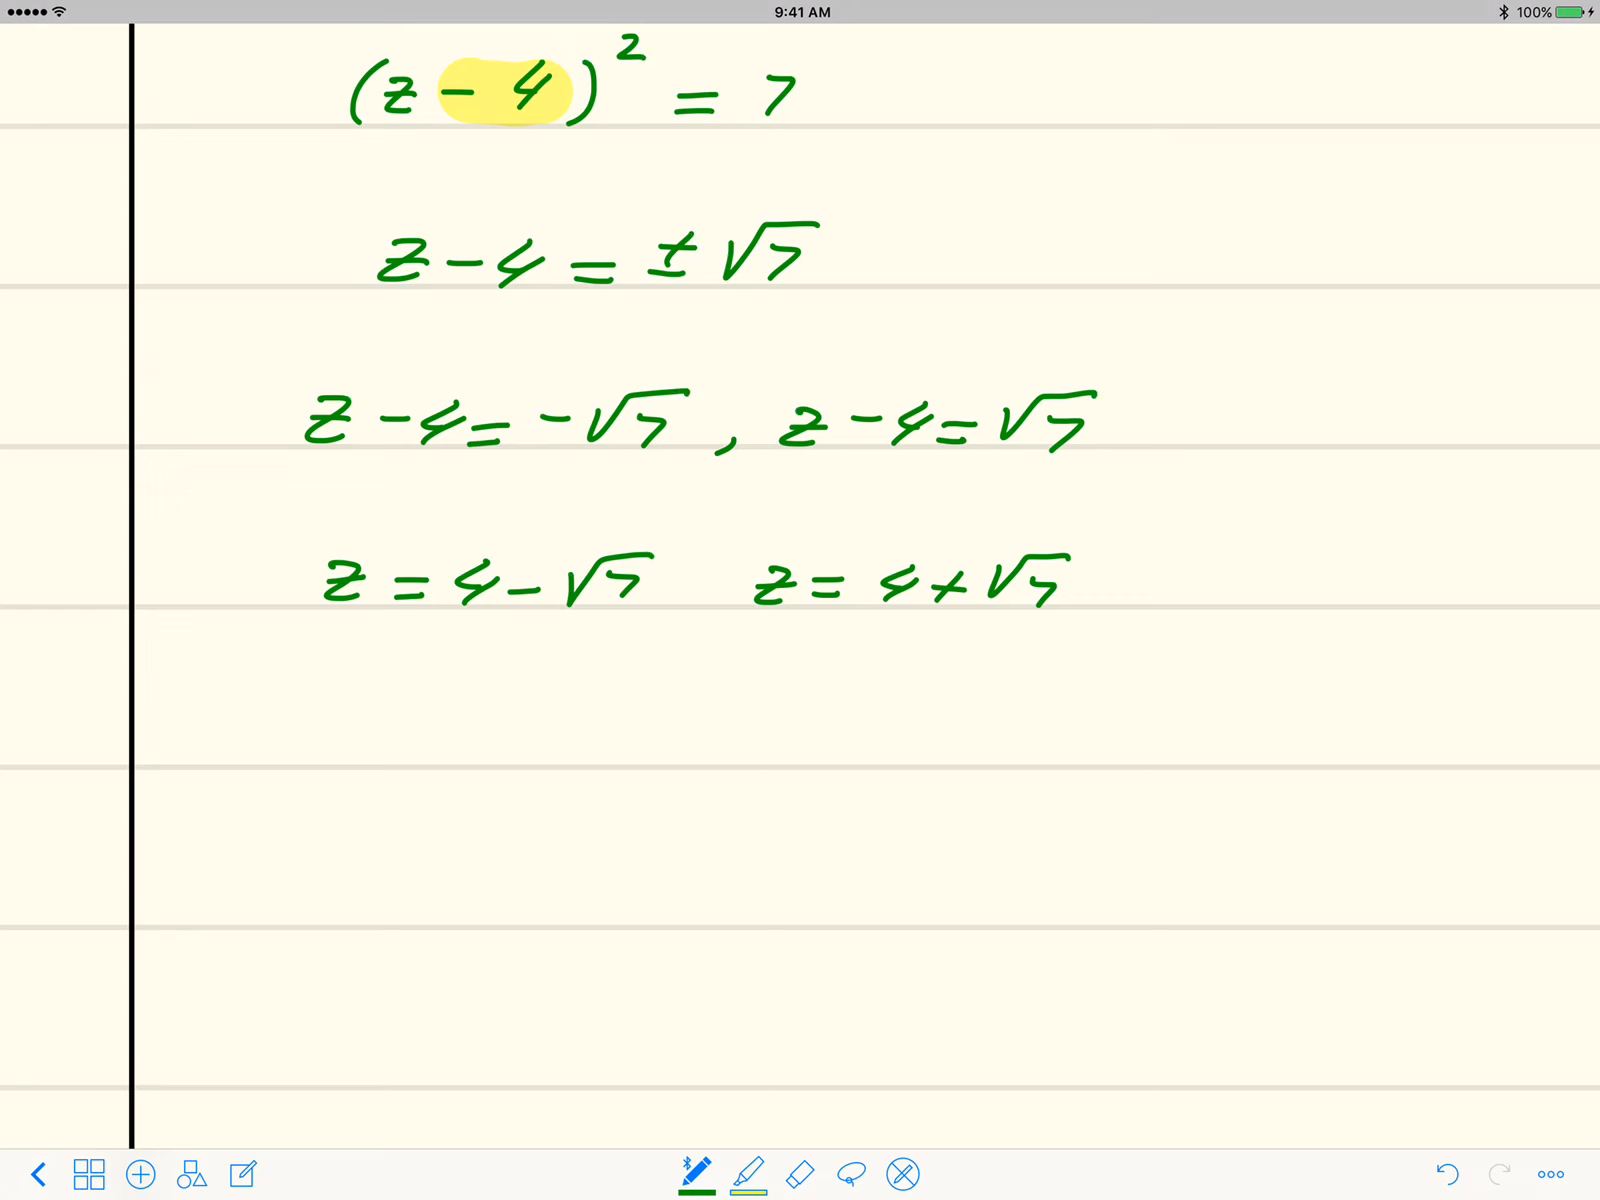 9:41 AM 100%
(z - 4)² = 7
z - 4 = ± √7
z - 4 = - √7 , z - 4 = √7
z = 4 - √7 z = 4 + √7